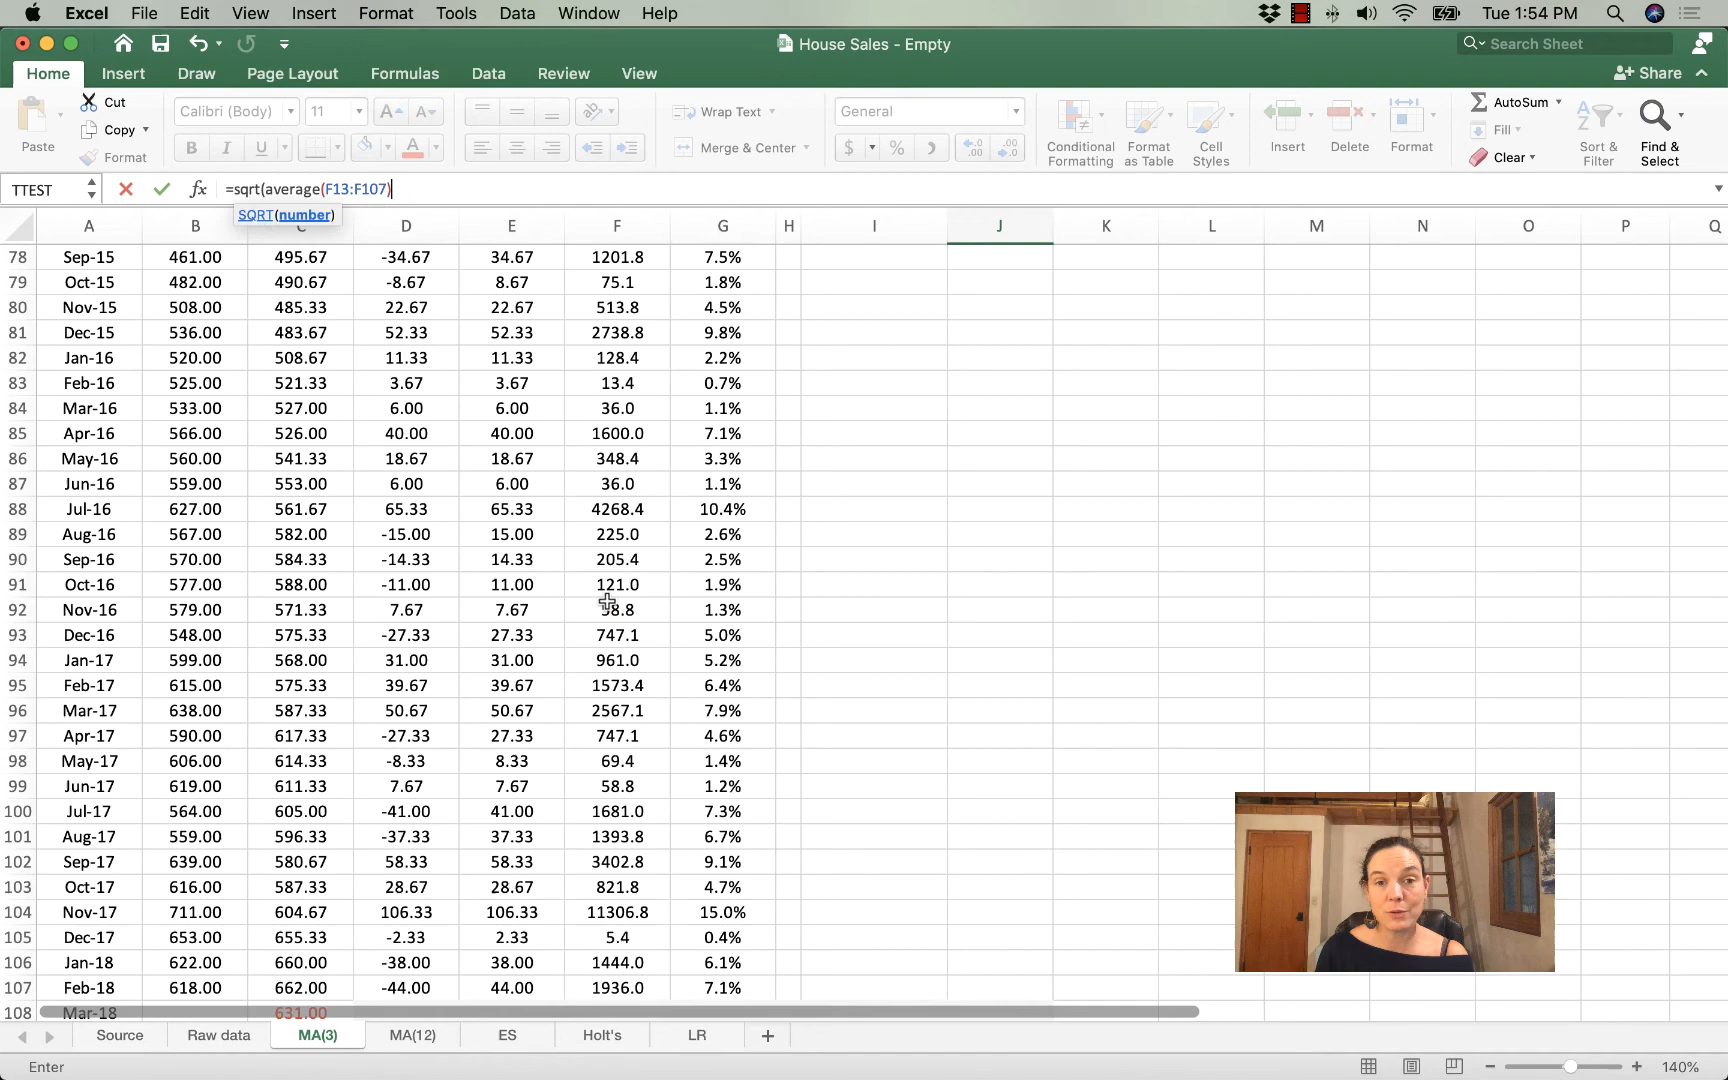 Excel File Edit View Insert Format Tools Data Window Help Tue 1:54 PM
House Sales - Empty Search Sheet
Home Insert Draw Page Layout Formulas Data Review View Share
Paste Cut Copy Format
Calibri (Body) 11 A A
B I U A
Wrap Text
Merge & Center
General
$ % .0 .00 .00 .0
Conditional Formatting
Format as Table
Cell Styles
Insert Delete Format
AutoSum
Fill
Clear
Sort & Filter
Find & Select
TTEST fx =sqrt(average(F13:F107)
SQRT(number)
A B C D E F G H I J K L M N O P Q
78 Sep-15 461.00 495.67 -34.67 34.67 1201.8 7.5%
79 Oct-15 482.00 490.67 -8.67 8.67 75.1 1.8%
80 Nov-15 508.00 485.33 22.67 22.67 513.8 4.5%
81 Dec-15 536.00 483.67 52.33 52.33 2738.8 9.8%
82 Jan-16 520.00 508.67 11.33 11.33 128.4 2.2%
83 Feb-16 525.00 521.33 3.67 3.67 13.4 0.7%
84 Mar-16 533.00 527.00 6.00 6.00 36.0 1.1%
85 Apr-16 566.00 526.00 40.00 40.00 1600.0 7.1%
86 May-16 560.00 541.33 18.67 18.67 348.4 3.3%
87 Jun-16 559.00 553.00 6.00 6.00 36.0 1.1%
88 Jul-16 627.00 561.67 65.33 65.33 4268.4 10.4%
89 Aug-16 567.00 582.00 -15.00 15.00 225.0 2.6%
90 Sep-16 570.00 584.33 -14.33 14.33 205.4 2.5%
91 Oct-16 577.00 588.00 -11.00 11.00 121.0 1.9%
92 Nov-16 579.00 571.33 7.67 7.67 58.8 1.3%
93 Dec-16 548.00 575.33 -27.33 27.33 747.1 5.0%
94 Jan-17 599.00 568.00 31.00 31.00 961.0 5.2%
95 Feb-17 615.00 575.33 39.67 39.67 1573.4 6.4%
96 Mar-17 638.00 587.33 50.67 50.67 2567.1 7.9%
97 Apr-17 590.00 617.33 -27.33 27.33 747.1 4.6%
98 May-17 606.00 614.33 -8.33 8.33 69.4 1.4%
99 Jun-17 619.00 611.33 7.67 7.67 58.8 1.2%
100 Jul-17 564.00 605.00 -41.00 41.00 1681.0 7.3%
101 Aug-17 559.00 596.33 -37.33 37.33 1393.8 6.7%
102 Sep-17 639.00 580.67 58.33 58.33 3402.8 9.1%
103 Oct-17 616.00 587.33 28.67 28.67 821.8 4.7%
104 Nov-17 711.00 604.67 106.33 106.33 11306.8 15.0%
105 Dec-17 653.00 655.33 -2.33 2.33 5.4 0.4%
106 Jan-18 622.00 660.00 -38.00 38.00 1444.0 6.1%
107 Feb-18 618.00 662.00 -44.00 44.00 1936.0 7.1%
108 Mar-18 631.00
Source Raw data MA(3) MA(12) ES Holt's LR +
Enter 140%